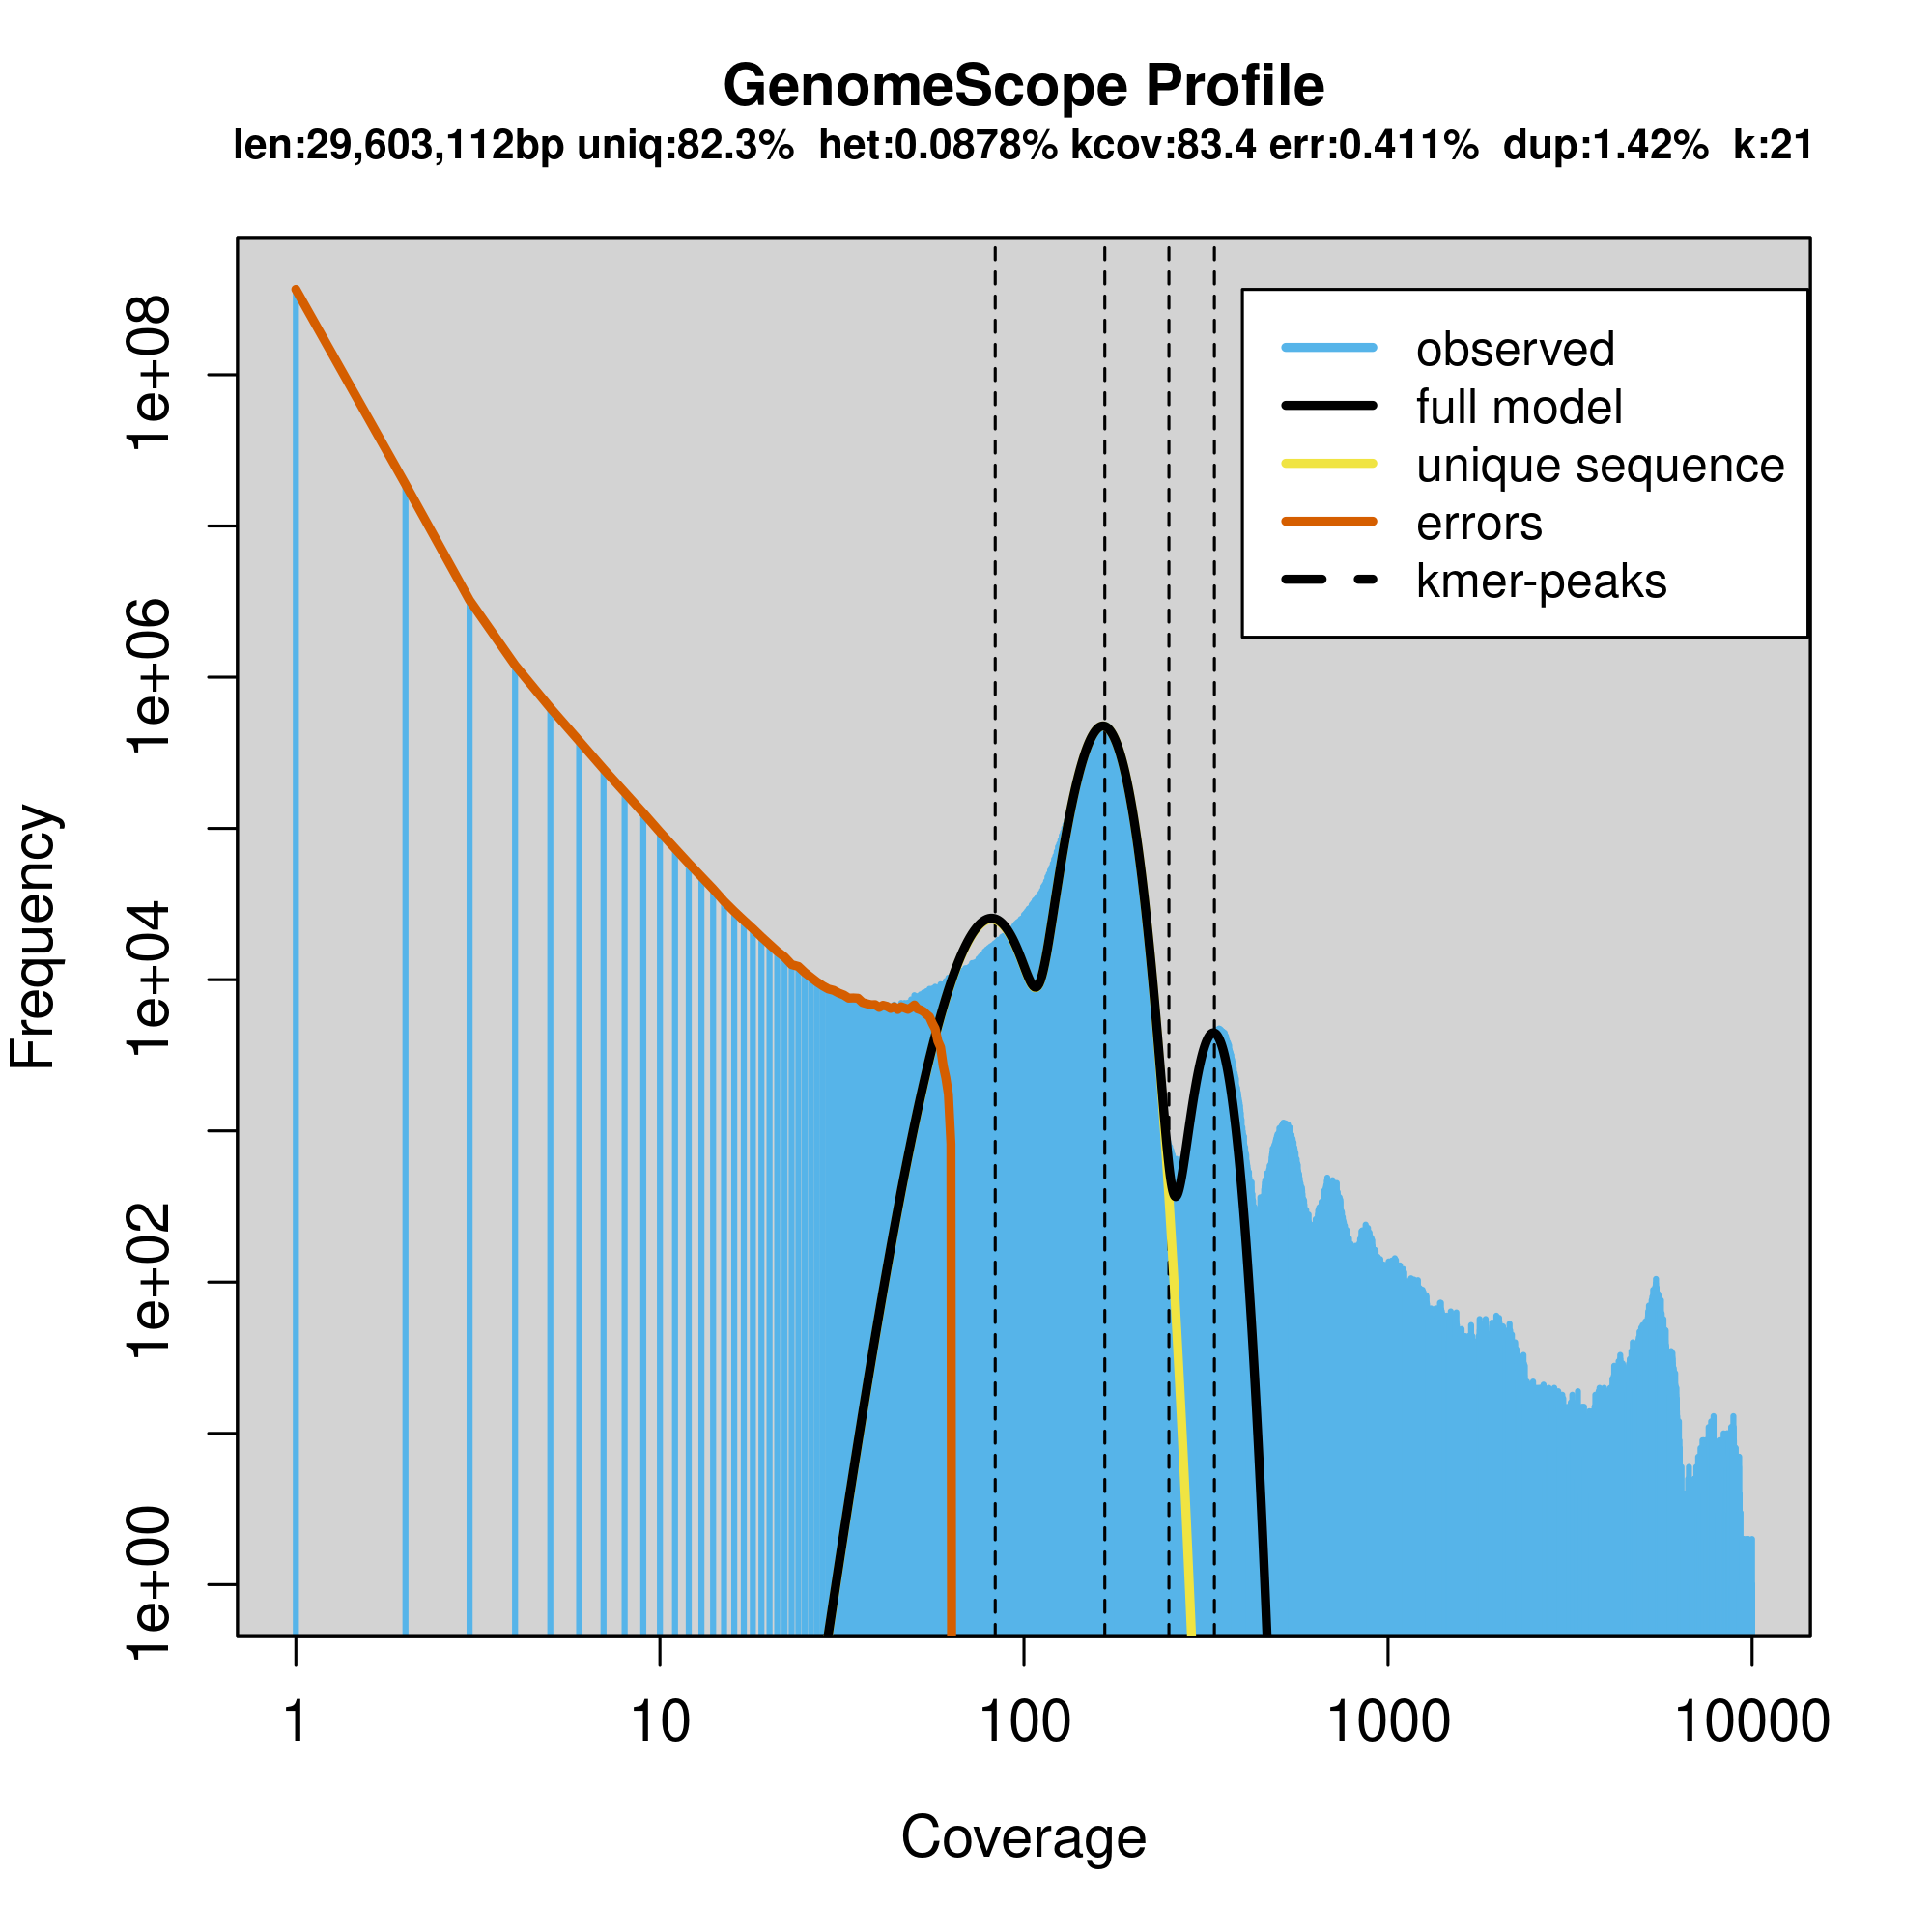 GenomeScope Profile
len:29,603,112bp uniq:82.3% het:0.0878% kcov:83.4 err:0.411% dup:1.42% k:21
observed
full model
unique sequence
errors
kmer-peaks
Frequency
1e+08
1e+06
1e+04
1e+02
1e+00
1 10 100 1000 10000
Coverage